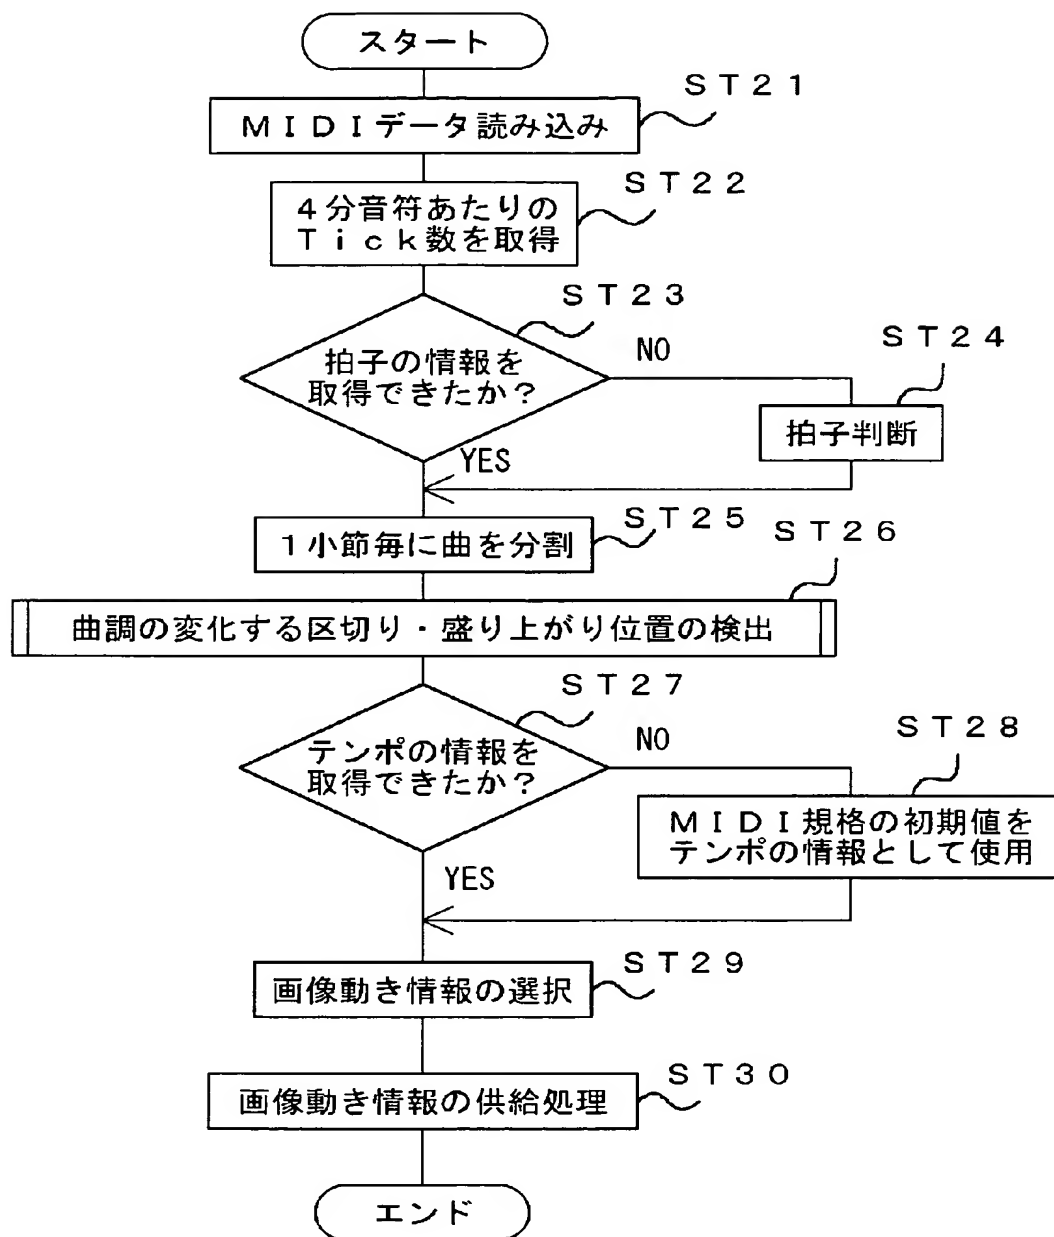 スタート
ST21
MIDIデータ読み込み
ST22
4分音符あたりの
Tick数を取得
ST23
拍子の情報を
取得できたか?
NO
ST24
拍子判断
YES
ST25
1小節毎に曲を分割
ST26
曲調の変化する区切り・盛り上がり位置の検出
ST27
テンポの情報を
取得できたか?
NO
ST28
MIDI規格の初期値を
テンポの情報として使用
YES
ST29
画像動き情報の選択
ST30
画像動き情報の供給処理
エンド